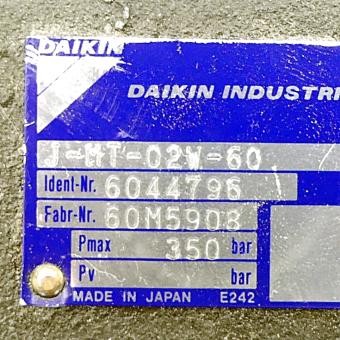 DAIKIN
DAIKIN INDUSTRI
J-MT-02W-60
Ident-Nr. 6044796
Fabr-Nr. 60M5908
Pmax 350 bar
Pv bar
MADE IN JAPAN E242